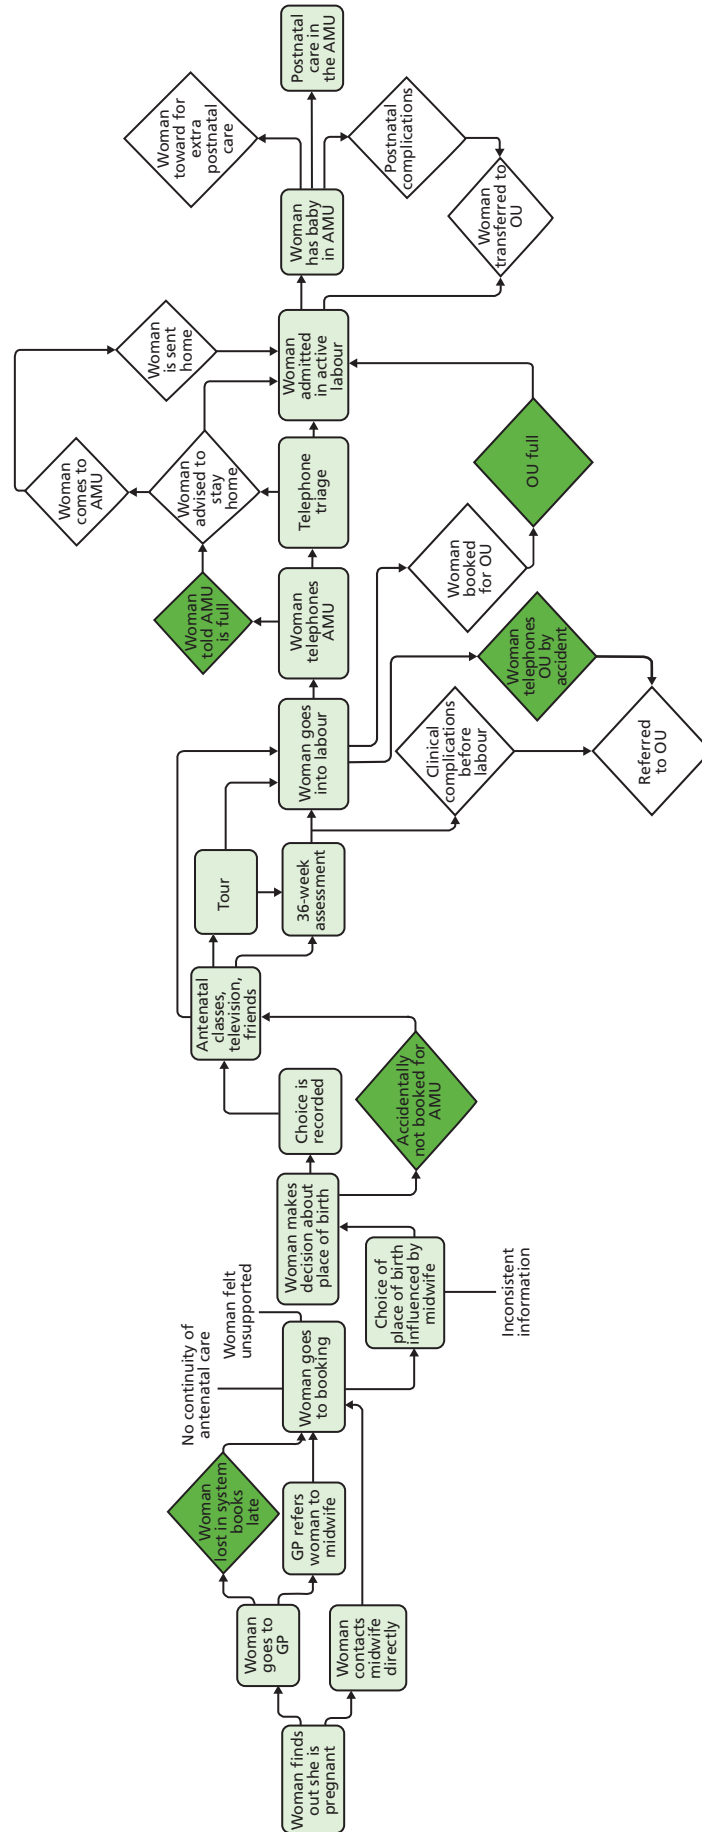 Woman finds
out she is
pregnant
Woman
goes to
GP
Woman
contacts
midwife
directly
Woman
lost in system
books
late
GP refers
woman to
midwife
No continuity of
antenatal care
Woman felt
unsupported
Woman goes
to booking
Choice of
place of birth
influenced by
midwife
Inconsistent
information
Woman makes
decision about
place of birth
Choice is
recorded
Accidentally
not booked for
AMU
Antenatal
classes,
television,
friends
Tour
36-week
assessment
Clinical
complications
before
labour
Referred
to OU
Woman goes
into labour
Woman
telephones
OU by
accident
Woman
booked
for OU
OU full
Woman
told AMU
is full
Woman
telephones
AMU
Telephone
triage
Woman
advised to
stay
home
Woman
comes to
AMU
Woman
is sent
home
Woman
admitted
in active
labour
Woman
has baby
in AMU
Woman
toward for
extra
postnatal
care
Postnatal
complications
Woman
transferred to
OU
Postnatal
care in
the AMU